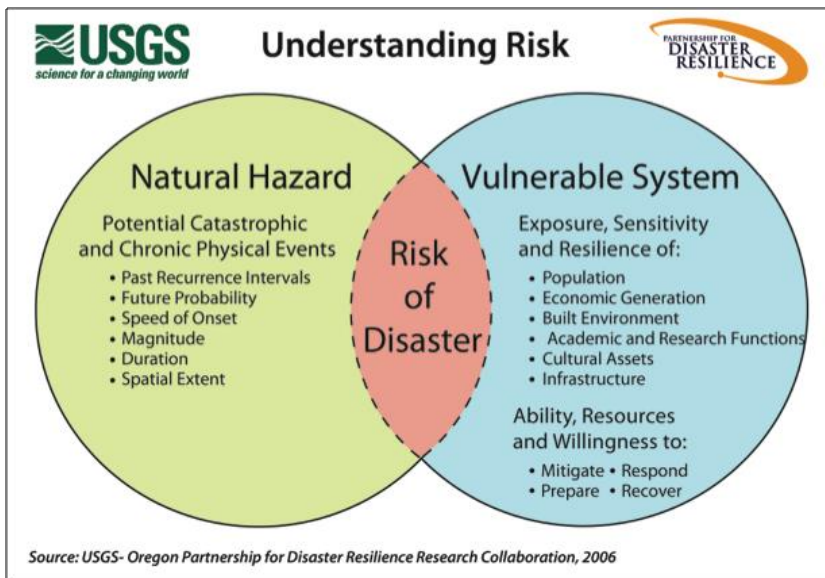 USGS
science for a changing world
Understanding Risk
PARTNERSHIP FOR
DISASTER
RESILIENCE
Natural Hazard
Potential Catastrophic
and Chronic Physical Events
• Past Recurrence Intervals
• Future Probability
• Speed of Onset
• Magnitude
• Duration
• Spatial Extent
Risk
of
Disaster
Vulnerable System
Exposure, Sensitivity
and Resilience of:
• Population
• Economic Generation
• Built Environment
• Academic and Research Functions
• Cultural Assets
• Infrastructure
Ability, Resources
and Willingness to:
• Mitigate • Respond
• Prepare • Recover
Source: USGS- Oregon Partnership for Disaster Resilience Research Collaboration, 2006